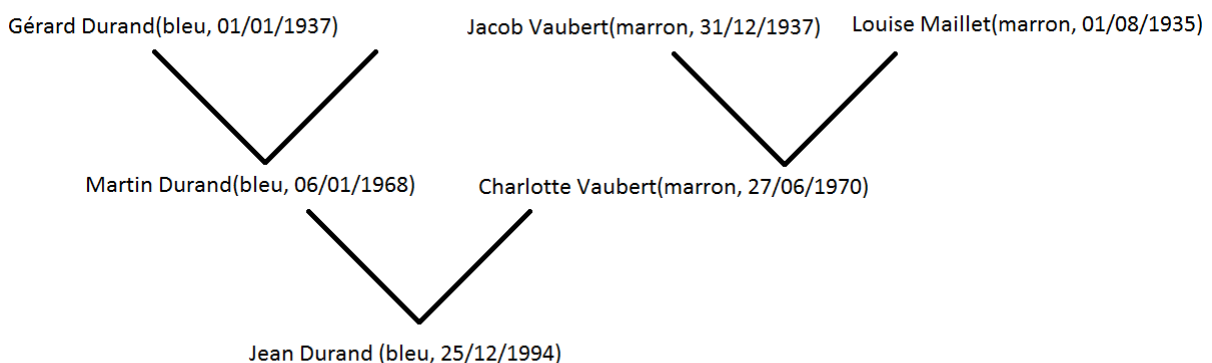 Gérard Durand(bleu, 01/01/1937)
Jacob Vaubert(marron, 31/12/1937)
Louise Maillet(marron, 01/08/1935)
Martin Durand(bleu, 06/01/1968)
Charlotte Vaubert(marron, 27/06/1970)
Jean Durand (bleu, 25/12/1994)